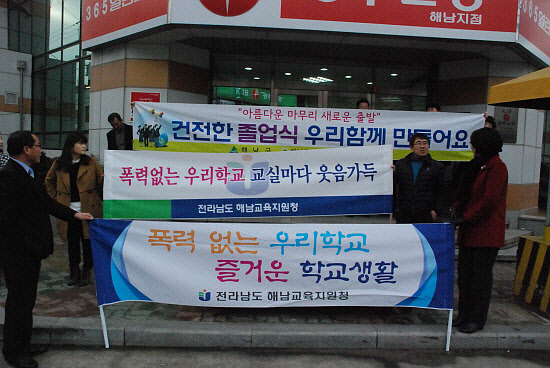 365
해남지점
"아름다운 마무리 새로운 출발"
건전한 졸업식 우리함께 만들어요
해남군
폭력없는 우리학교 교실마다 웃음가득
전라남도 해남교육지원청
폭력 없는 우리학교
즐거운 학교생활
전라남도 해남교육지원청